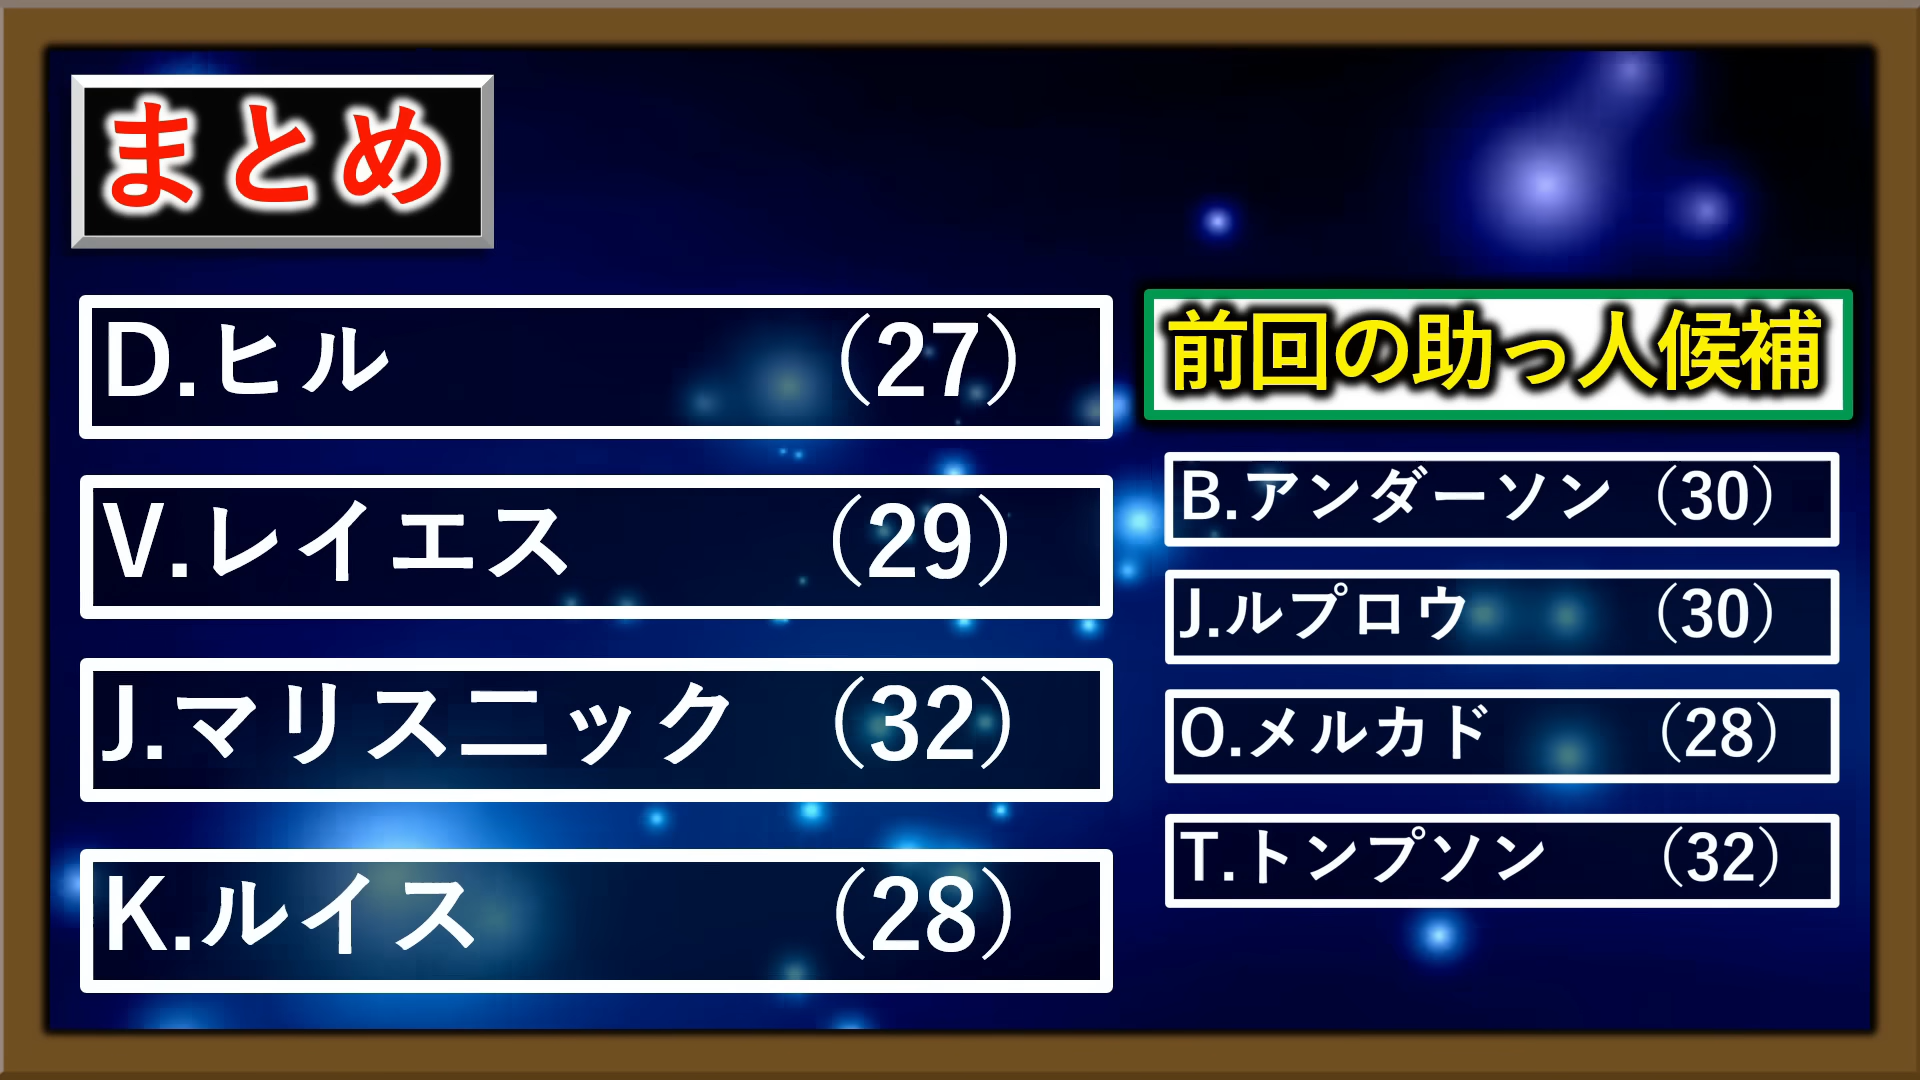 まとめ
D.ヒル （27）
V.レイエス （29）
J.マリスニック （32）
K.ルイス （28）
前回の助っ人候補
B.アンダーソン （30）
J.ルプロウ （30）
O.メルカド （28）
T.トンプソン （32）